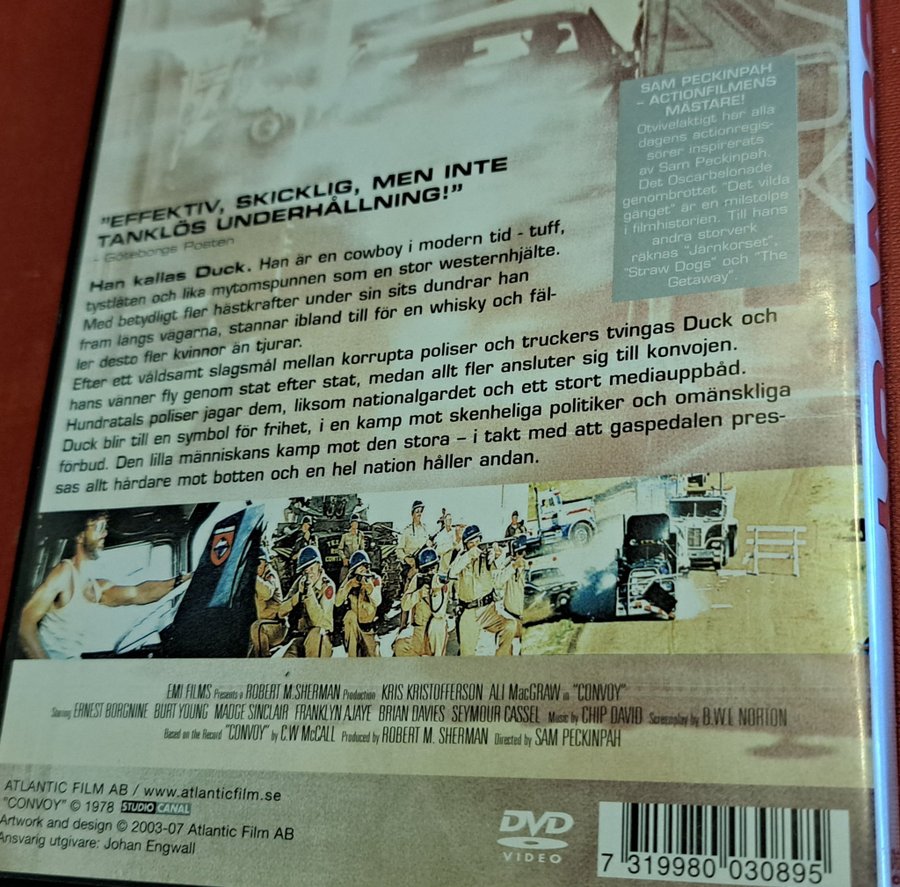 SAM PECKINPAH
– ACTIONFILMENS
MÄSTARE!
Otvivelaktigt har alla
dagens actionregis-
sörer inspirerats
av Sam Peckinpah.
Det Oscarbelönade
genombrottet "Det vilda
gänget" är en milstolpe
i filmhistorien. Till hans
andra storverk
räknas "Järnkorset",
"Straw Dogs" och "The
Getaway"
"EFFEKTIV, SKICKLIG, MEN INTE
TANKLÖS UNDERHÅLLNING!"
- Göteborgs Posten
Han kallas Duck. Han är en cowboy i modern tid - tuff,
tystlåten och lika mytomspunnen som en stor westernhjälte.
Med betydligt fler hästkrafter under sin sits dundrar han
fram längs vägarna, stannar ibland till för en whisky och fäl-
ler desto fler kvinnor än tjurar.
Efter ett våldsamt slagsmål mellan korrupta poliser och truckers tvingas Duck och
hans vänner fly genom stat efter stat, medan allt fler ansluter sig till konvojen.
Hundratals poliser jagar dem, liksom nationalgardet och ett stort mediauppbåd.
Duck blir till en symbol för frihet, i en kamp mot skenheliga politiker och omänskliga
förbud. Den lilla människans kamp mot den stora – i takt med att gaspedalen pres-
sas allt hårdare mot botten och en hel nation håller andan.
EMI FILMS Presents a ROBERT M. SHERMAN Production KRIS KRISTOFFERSON ALI MacGRAW in "CONVOY"
Starring ERNEST BORGNINE BURT YOUNG MADGE SINCLAIR FRANKLYN AJAYE BRIAN DAVIES SEYMOUR CASSEL Music by CHIP DAVID Screenplay by B.W.L NORTON
Based on the Record "CONVOY" by C.W McCALL Produced by ROBERT M. SHERMAN Directed by SAM PECKINPAH
ATLANTIC FILM AB / www.atlanticfilm.se
"CONVOY" © 1978 STUDIO CANAL
Artwork and design © 2003-07 Atlantic Film AB
Ansvarig utgivare: Johan Engwall
DVD
VIDEO
7 319980 030895